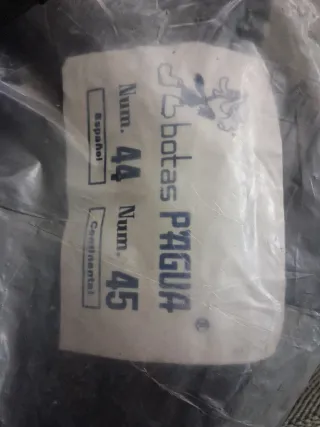 botas PAGUA ®
Num. 44 Num. 45
Español Continental